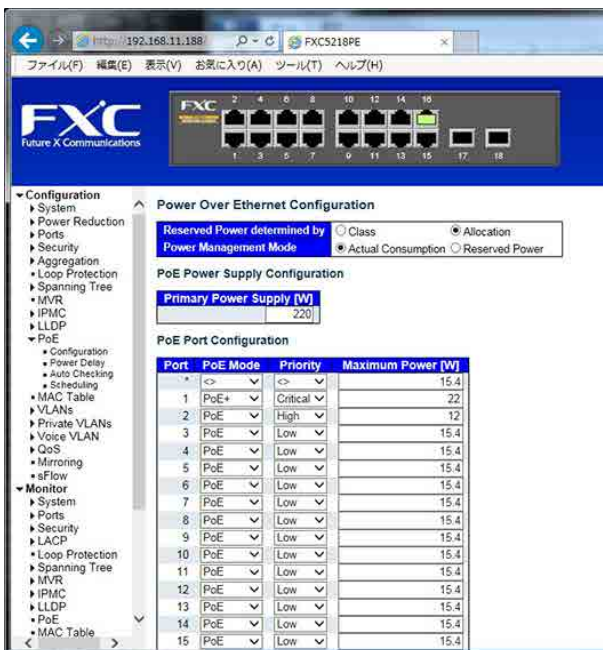 http://192.168.11.188
FXC5218PE
ファイル(F) 編集(E) 表示(V) お気に入り(A) ツール(T) ヘルプ(H)
FXC
Future X Communications
FXC
2 4 6 8 10 12 14 16
1 3 5 7 9 11 13 15 17 18
Configuration
System
Power Reduction
Ports
Security
Aggregation
Loop Protection
Spanning Tree
MVR
IPMC
LLDP
PoE
Configuration
Power Delay
Auto Checking
Scheduling
MAC Table
VLANs
Private VLANs
Voice VLAN
QoS
Mirroring
sFlow
Monitor
System
Ports
Security
LACP
Loop Protection
Spanning Tree
MVR
IPMC
LLDP
PoE
MAC Table
Power Over Ethernet Configuration
Reserved Power determined by Class Allocation
Power Management Mode Actual Consumption Reserved Power
PoE Power Supply Configuration
Primary Power Supply [W]
220
PoE Port Configuration
Port PoE Mode Priority Maximum Power [W]
* <> <> 15.4
1 PoE+ Critical 22
2 PoE High 12
3 PoE Low 15.4
4 PoE Low 15.4
5 PoE Low 15.4
6 PoE Low 15.4
7 PoE Low 15.4
8 PoE Low 15.4
9 PoE Low 15.4
10 PoE Low 15.4
11 PoE Low 15.4
12 PoE Low 15.4
13 PoE Low 15.4
14 PoE Low 15.4
15 PoE Low 15.4